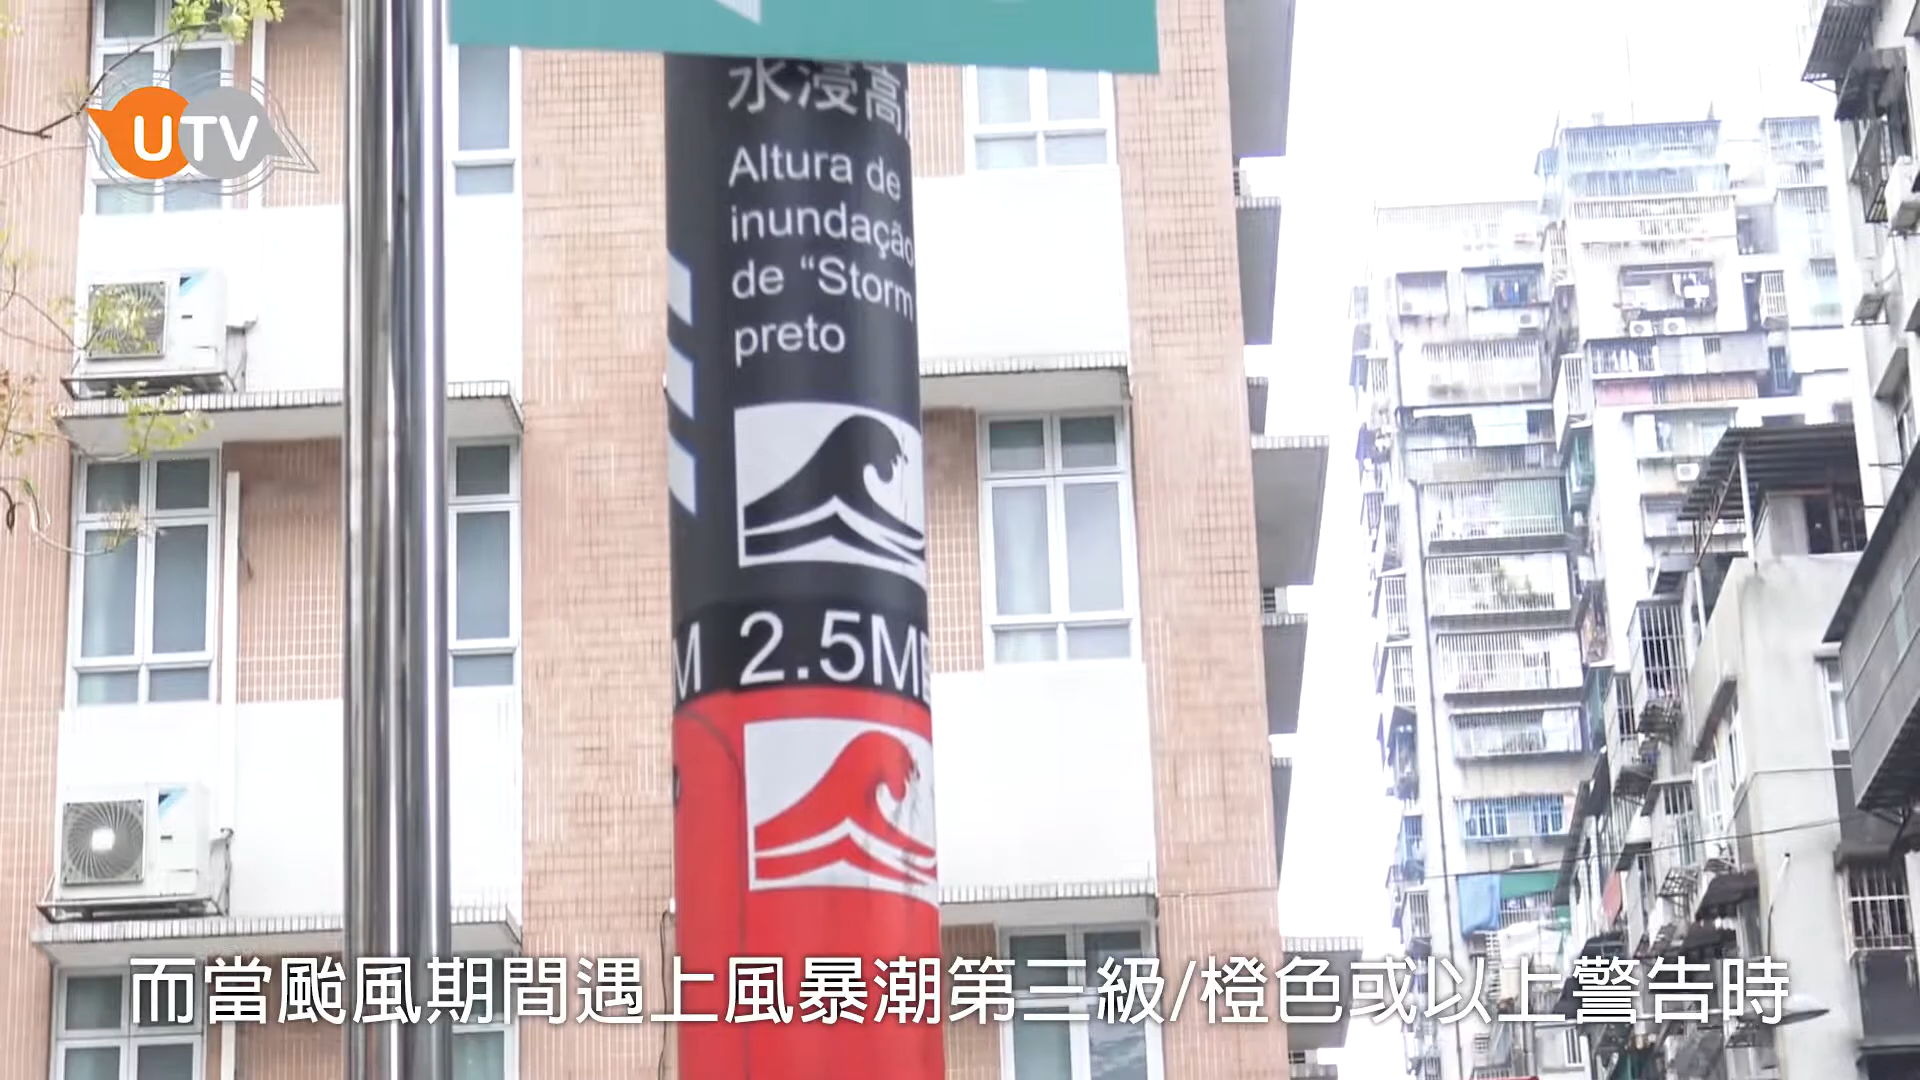 UTV
水浸高
Altura de
inundação
de “Storm
preto
M 2.5M
而當颱風期間遇上風暴潮第三級/橙色或以上警告時